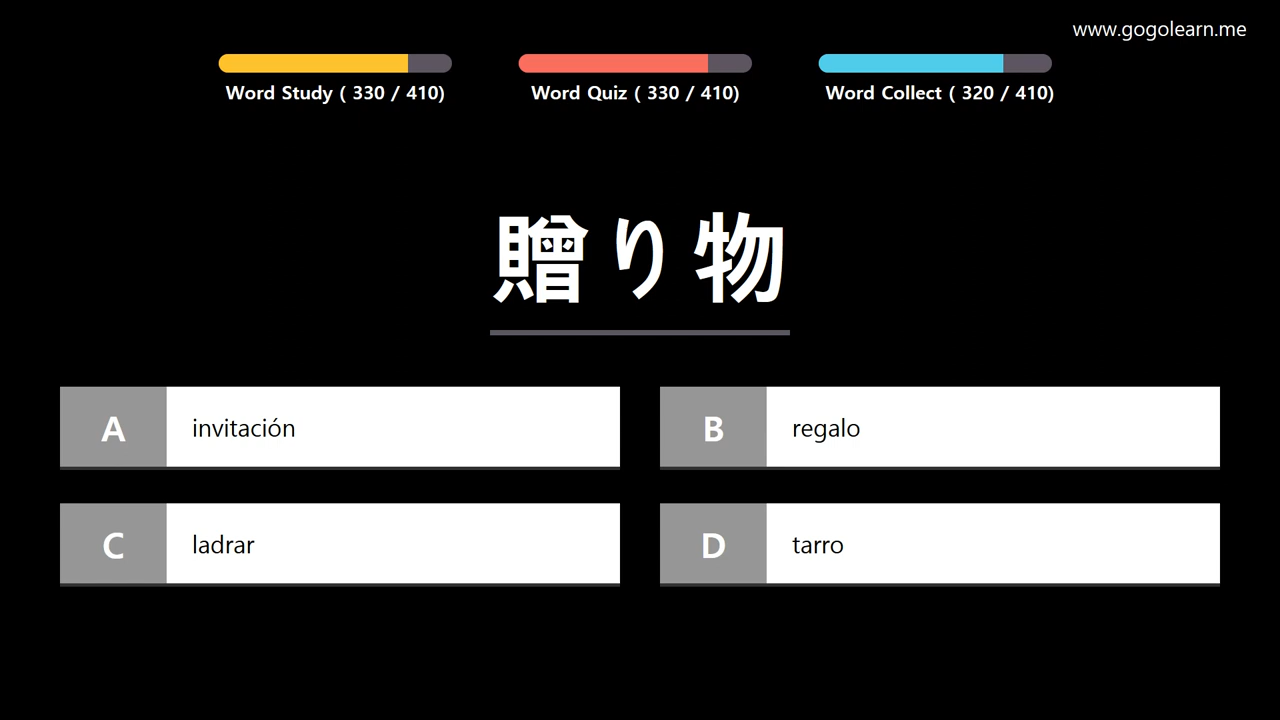 www.gogolearn.me
Word Study ( 330 / 410)
Word Quiz ( 330 / 410)
Word Collect ( 320 / 410)
贈り物
A invitación
B regalo
C ladrar
D tarro